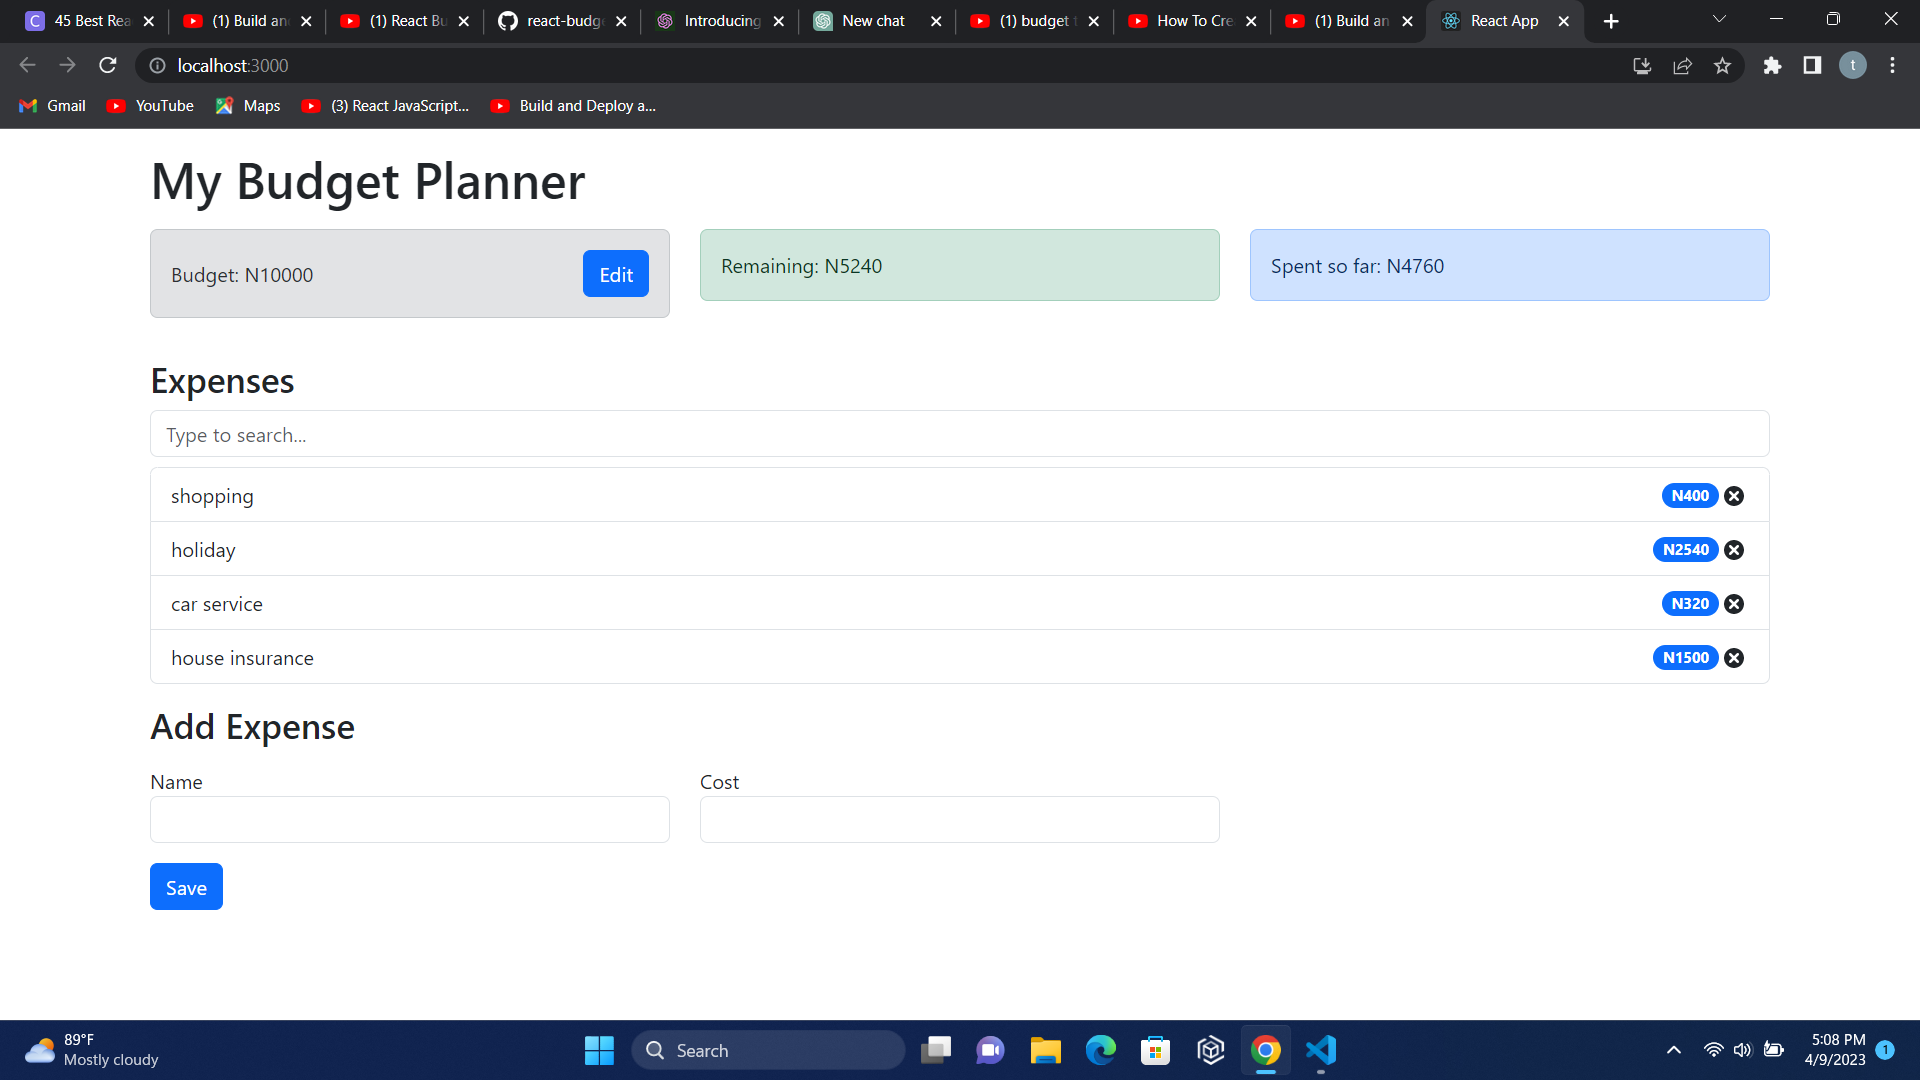 45 Best Rea
(1) Build an
(1) React Bu
react-budge
Introducing
New chat
(1) budget t
How To Cre
(1) Build an
React App
localhost:3000
t
Gmail
YouTube
Maps
(3) React JavaScript...
Build and Deploy a...
My Budget Planner
Budget: N10000
Edit
Remaining: N5240
Spent so far: N4760
Expenses
Type to search...
shopping
N400
holiday
N2540
car service
N320
house insurance
N1500
Add Expense
Name
Cost
Save
89°F
Mostly cloudy
Search
5:08 PM
4/9/2023
1